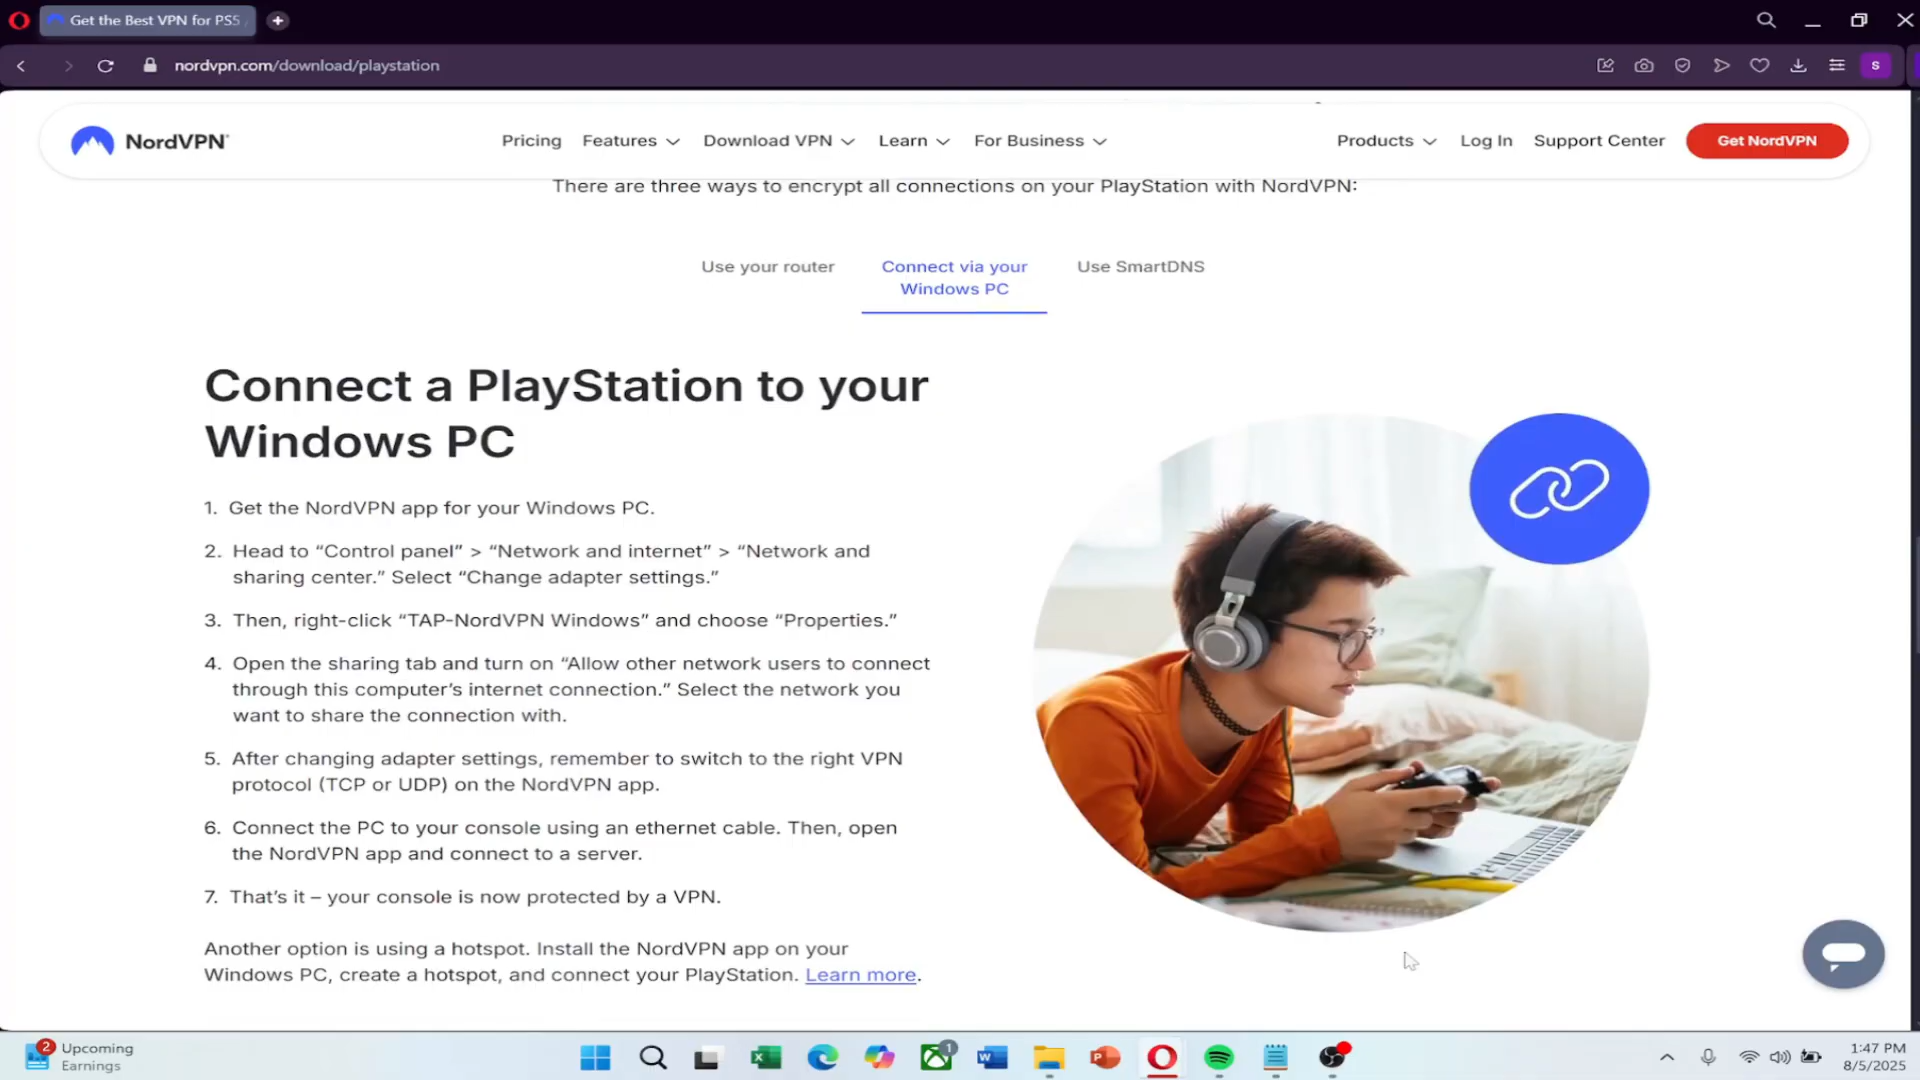 Get the Best VPN for PS5
nordvpn.com/download/playstation
S
NordVPN®
Pricing
Features
Download VPN
Learn
For Business
Products
Log In
Support Center
Get NordVPN
There are three ways to encrypt all connections on your PlayStation with NordVPN:
Use your router
Connect via your
Windows PC
Use SmartDNS
Connect a PlayStation to your
Windows PC
1. Get the NordVPN app for your Windows PC.
2. Head to “Control panel” > “Network and internet” > “Network and
sharing center.” Select “Change adapter settings.”
3. Then, right-click “TAP-NordVPN Windows” and choose “Properties.”
4. Open the sharing tab and turn on “Allow other network users to connect
through this computer’s internet connection.” Select the network you
want to share the connection with.
5. After changing adapter settings, remember to switch to the right VPN
protocol (TCP or UDP) on the NordVPN app.
6. Connect the PC to your console using an ethernet cable. Then, open
the NordVPN app and connect to a server.
7. That’s it – your console is now protected by a VPN.
Another option is using a hotspot. Install the NordVPN app on your
Windows PC, create a hotspot, and connect your PlayStation. Learn more.
2
Upcoming
Earnings
1
1:47 PM
8/5/2025